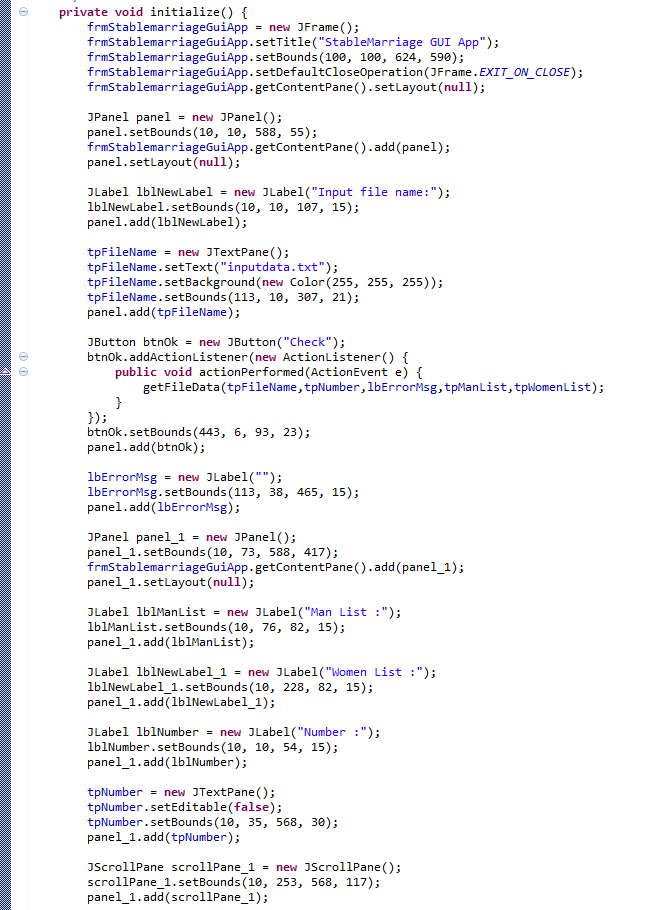 private void initialize() {
frmStablemarriageGuiApp = new JFrame();
frmStablemarriageGuiApp.setTitle("StableMarriage GUI App");
frmStablemarriageGuiApp.setBounds(100, 100, 624, 590);
frmStablemarriageGuiApp.setDefaultCloseOperation(JFrame.EXIT_ON_CLOSE);
frmStablemarriageGuiApp.getContentPane().setLayout(null);
JPanel panel = new JPanel();
panel.setBounds(10, 10, 588, 55);
frmStablemarriageGuiApp.getContentPane().add(panel);
panel.setLayout(null);
JLabel lblNewLabel = new JLabel("Input file name:");
lblNewLabel.setBounds(10, 10, 107, 15);
panel.add(lblNewLabel);
tpFileName = new JTextPane();
tpFileName.setText("inputdata.txt");
tpFileName.setBackground(new Color(255, 255, 255));
tpFileName.setBounds(113, 10, 307, 21);
panel.add(tpFileName);
JButton btnOk = new JButton("Check");
btnOk.addActionListener(new ActionListener() {
public void actionPerformed(ActionEvent e) {
getFileData(tpFileName,tpNumber,lbErrorMsg,tpManList,tpWomenList);
}
});
btnOk.setBounds(443, 6, 93, 23);
panel.add(btnOk);
lbErrorMsg = new JLabel("");
lbErrorMsg.setBounds(113, 38, 465, 15);
panel.add(lbErrorMsg);
JPanel panel_1 = new JPanel();
panel_1.setBounds(10, 73, 588, 417);
frmStablemarriageGuiApp.getContentPane().add(panel_1);
panel_1.setLayout(null);
JLabel lblManList = new JLabel("Man List :");
lblManList.setBounds(10, 76, 82, 15);
panel_1.add(lblManList);
JLabel lblNewLabel_1 = new JLabel("Women List :");
lblNewLabel_1.setBounds(10, 228, 82, 15);
panel_1.add(lblNewLabel_1);
JLabel lblNumber = new JLabel("Number :");
lblNumber.setBounds(10, 10, 54, 15);
panel_1.add(lblNumber);
tpNumber = new JTextPane();
tpNumber.setEditable(false);
tpNumber.setBounds(10, 35, 568, 30);
panel_1.add(tpNumber);
JScrollPane scrollPane_1 = new JScrollPane();
scrollPane_1.setBounds(10, 253, 568, 117);
panel_1.add(scrollPane_1);